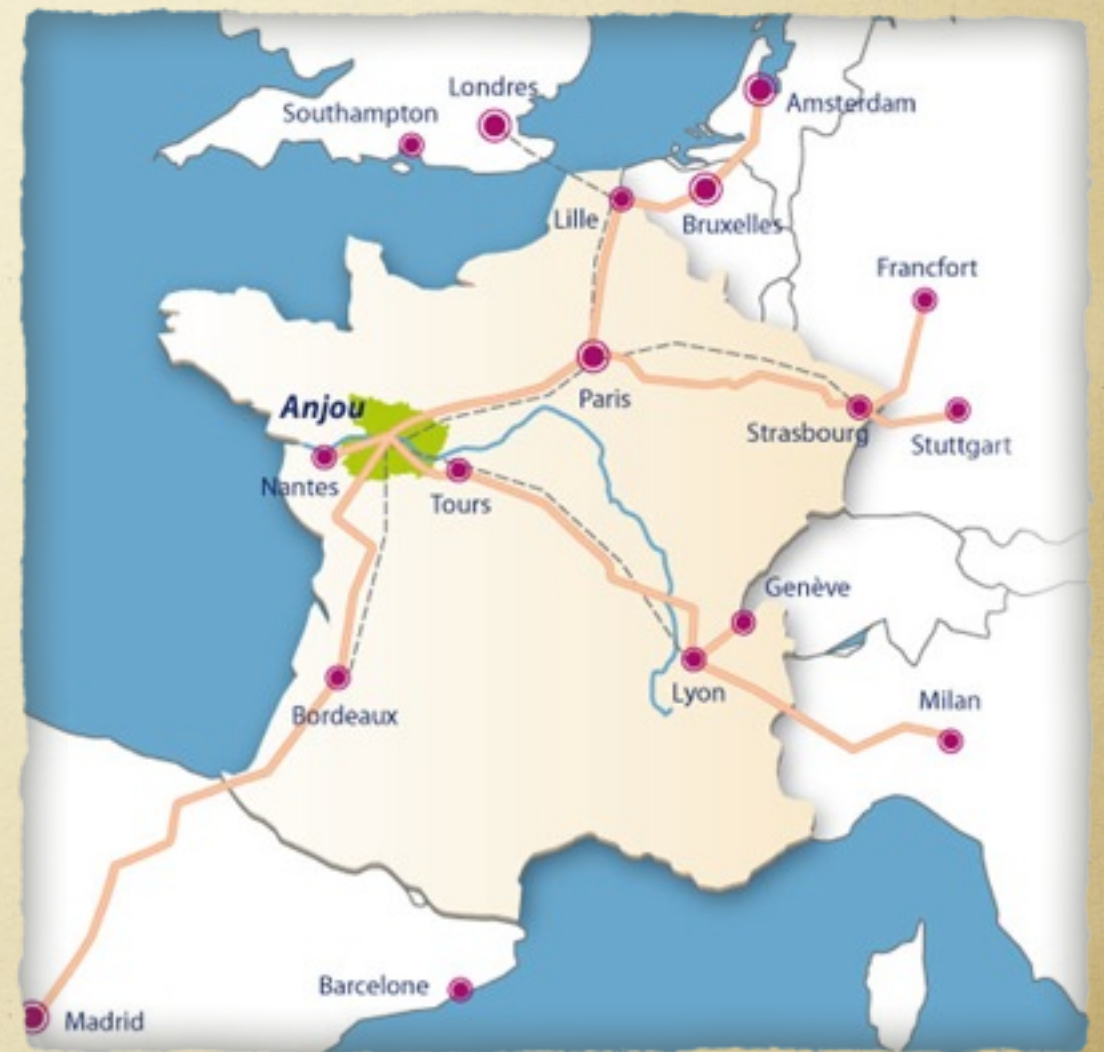 Londres
Southampton
Amsterdam
Lille
Bruxelles
Francfort
Anjou
Paris
Strasbourg
Stuttgart
Nantes
Tours
Genève
Lyon
Milan
Bordeaux
Barcelone
Madrid